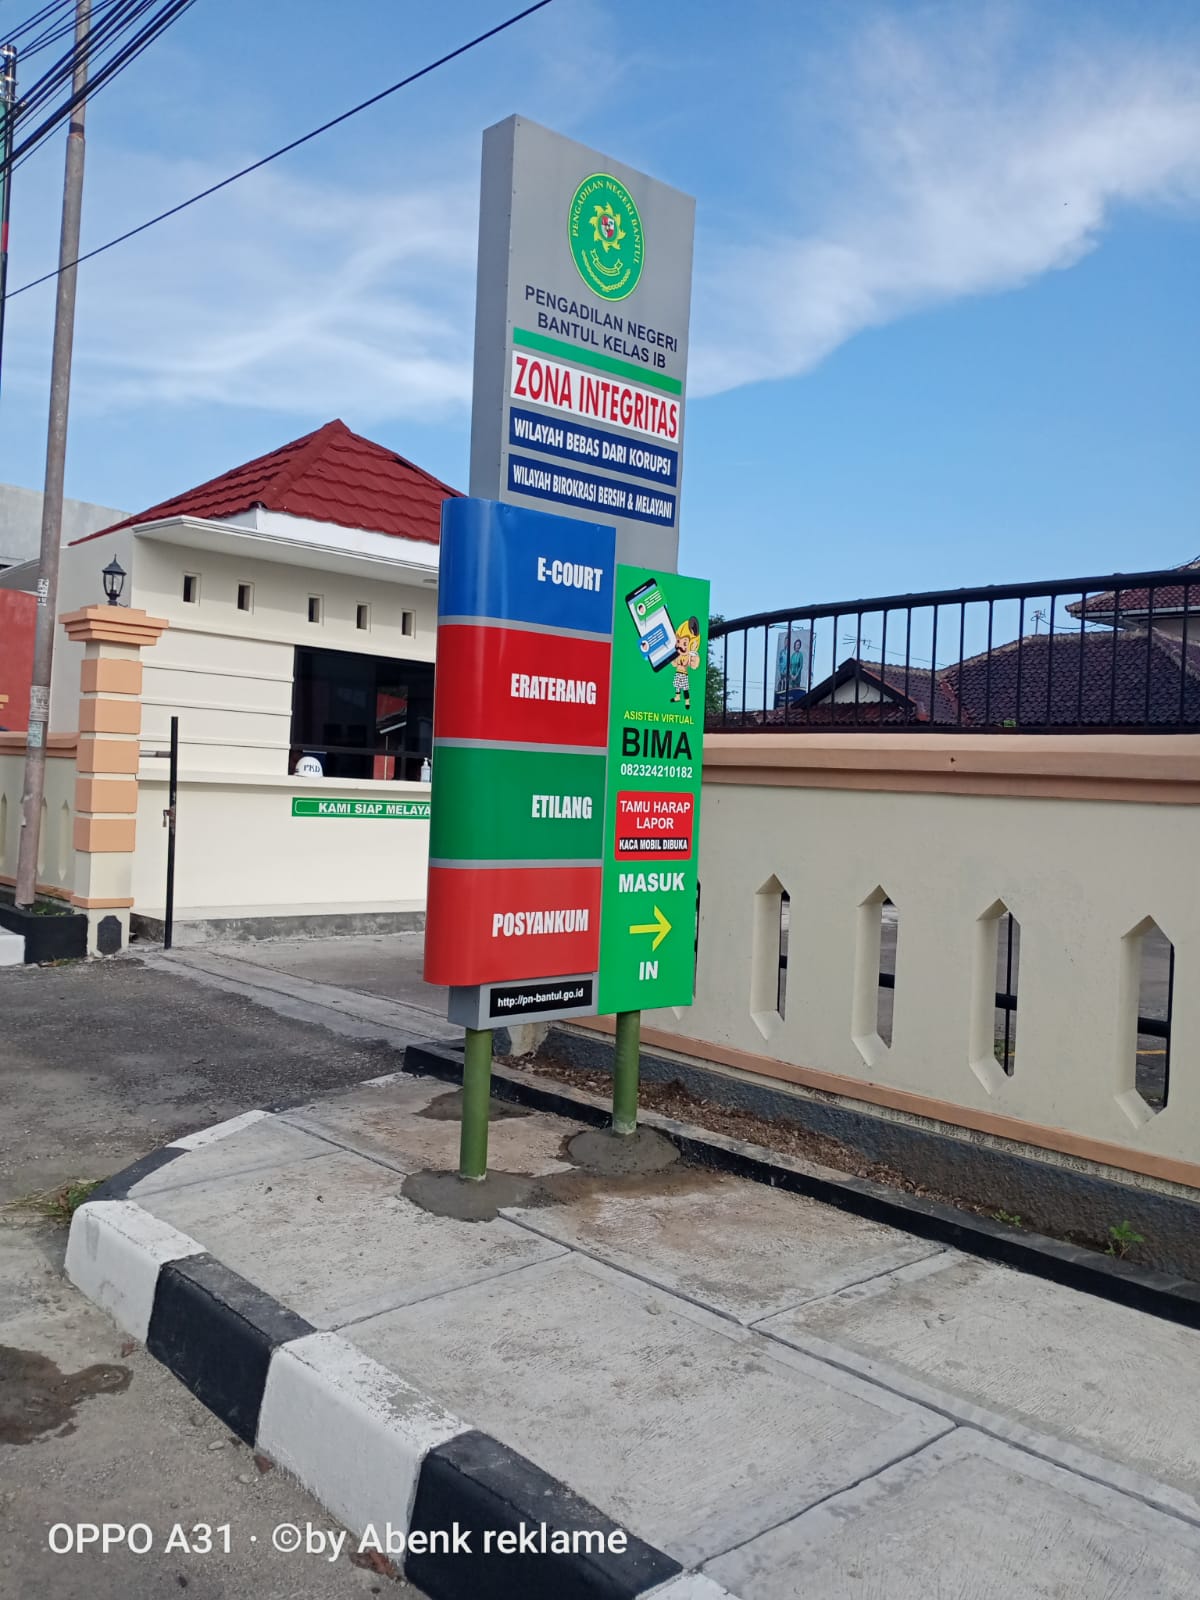 PENGADILAN NEGERI BANTUL
PENGADILAN NEGERI
BANTUL KELAS IB
ZONA INTEGRITAS
WILAYAH BEBAS DARI KORUPSI
WILAYAH BIROKRASI BERSIH & MELAYANI
E-COURT
ERATERANG
ETILANG
POSYANKUM
http://pn-bantul.go.id
ASISTEN VIRTUAL
BIMA
082324210182
TAMU HARAP
LAPOR
KACA MOBIL DIBUKA
MASUK
IN
PKD
KAMI SIAP MELAYA
OPPO A31 · ©by Abenk reklame